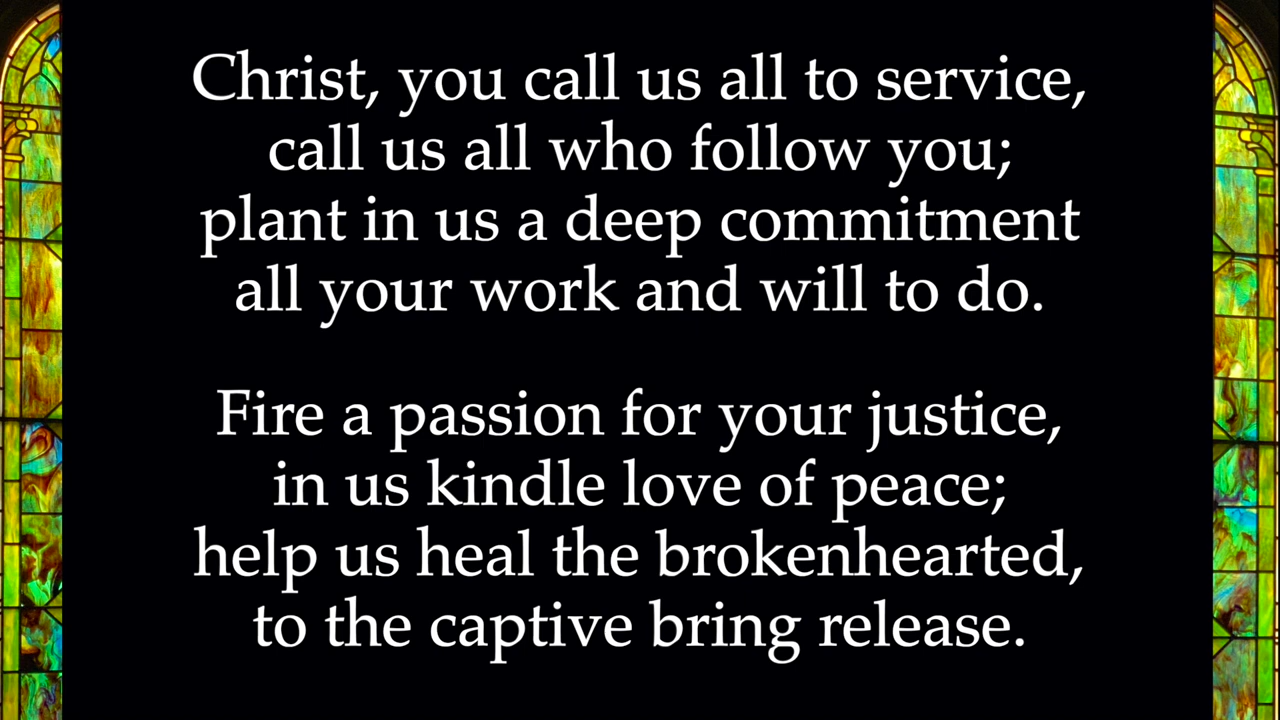 Christ, you call us all to service,
call us all who follow you;
plant in us a deep commitment
all your work and will to do.
Fire a passion for your justice,
in us kindle love of peace;
help us heal the brokenhearted,
to the captive bring release.